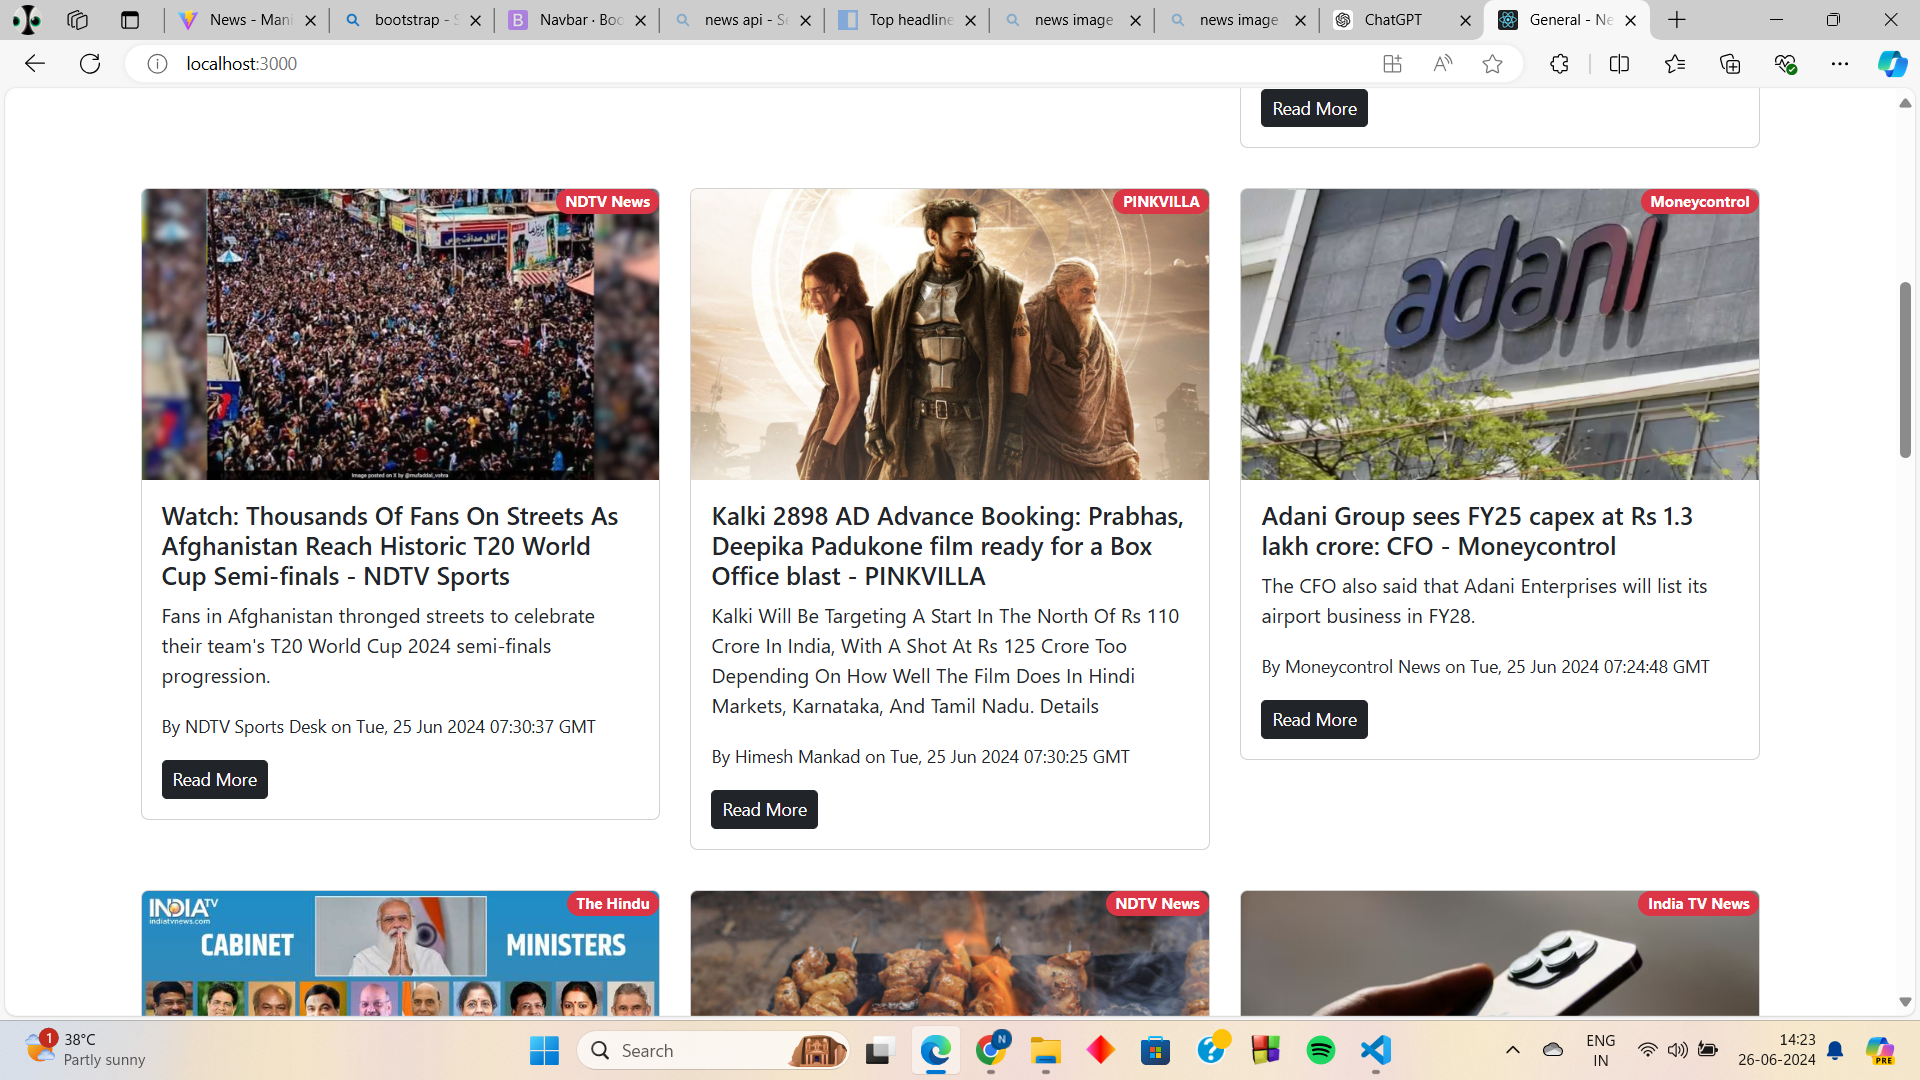 News - Mani
bootstrap - S
Navbar · Boo
news api - Se
Top headline
news image
news image
ChatGPT
General - Ne
localhost:3000
Read More
NDTV News
Image posted on X by @mufaddal_vohra
Watch: Thousands Of Fans On Streets As
Afghanistan Reach Historic T20 World
Cup Semi-finals - NDTV Sports
Fans in Afghanistan thronged streets to celebrate
their team's T20 World Cup 2024 semi-finals
progression.
By NDTV Sports Desk on Tue, 25 Jun 2024 07:30:37 GMT
Read More
PINKVILLA
Kalki 2898 AD Advance Booking: Prabhas,
Deepika Padukone film ready for a Box
Office blast - PINKVILLA
Kalki Will Be Targeting A Start In The North Of Rs 110
Crore In India, With A Shot At Rs 125 Crore Too
Depending On How Well The Film Does In Hindi
Markets, Karnataka, And Tamil Nadu. Details
By Himesh Mankad on Tue, 25 Jun 2024 07:30:25 GMT
Read More
Moneycontrol
adani
Adani Group sees FY25 capex at Rs 1.3
lakh crore: CFO - Moneycontrol
The CFO also said that Adani Enterprises will list its
airport business in FY28.
By Moneycontrol News on Tue, 25 Jun 2024 07:24:48 GMT
Read More
The Hindu
INDIA TV
indiatvnews.com
CABINET
MINISTERS
NDTV News
India TV News
1
38°C
Partly sunny
Search
N
ENG
IN
14:23
26-06-2024
PRE